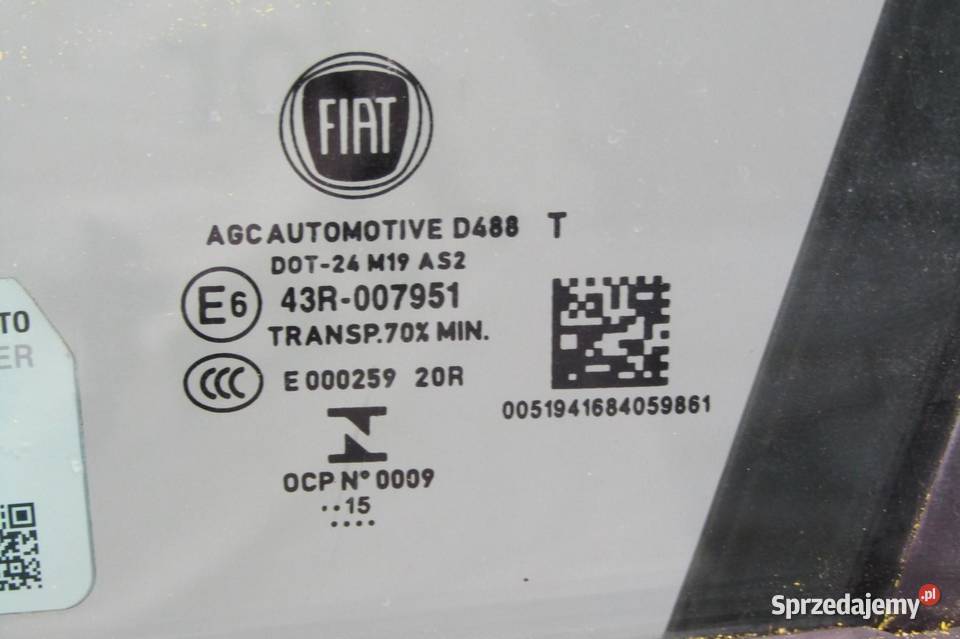 FIAT
AGC AUTOMOTIVE D488 T
DOT-24 M19 AS2
E6 43R-007951
TRANSP.70% MIN.
CCC E 000259 20R
0051941684059861
OCP N° 0009
··15
····
TO
ER
Sprzedajemy.pl